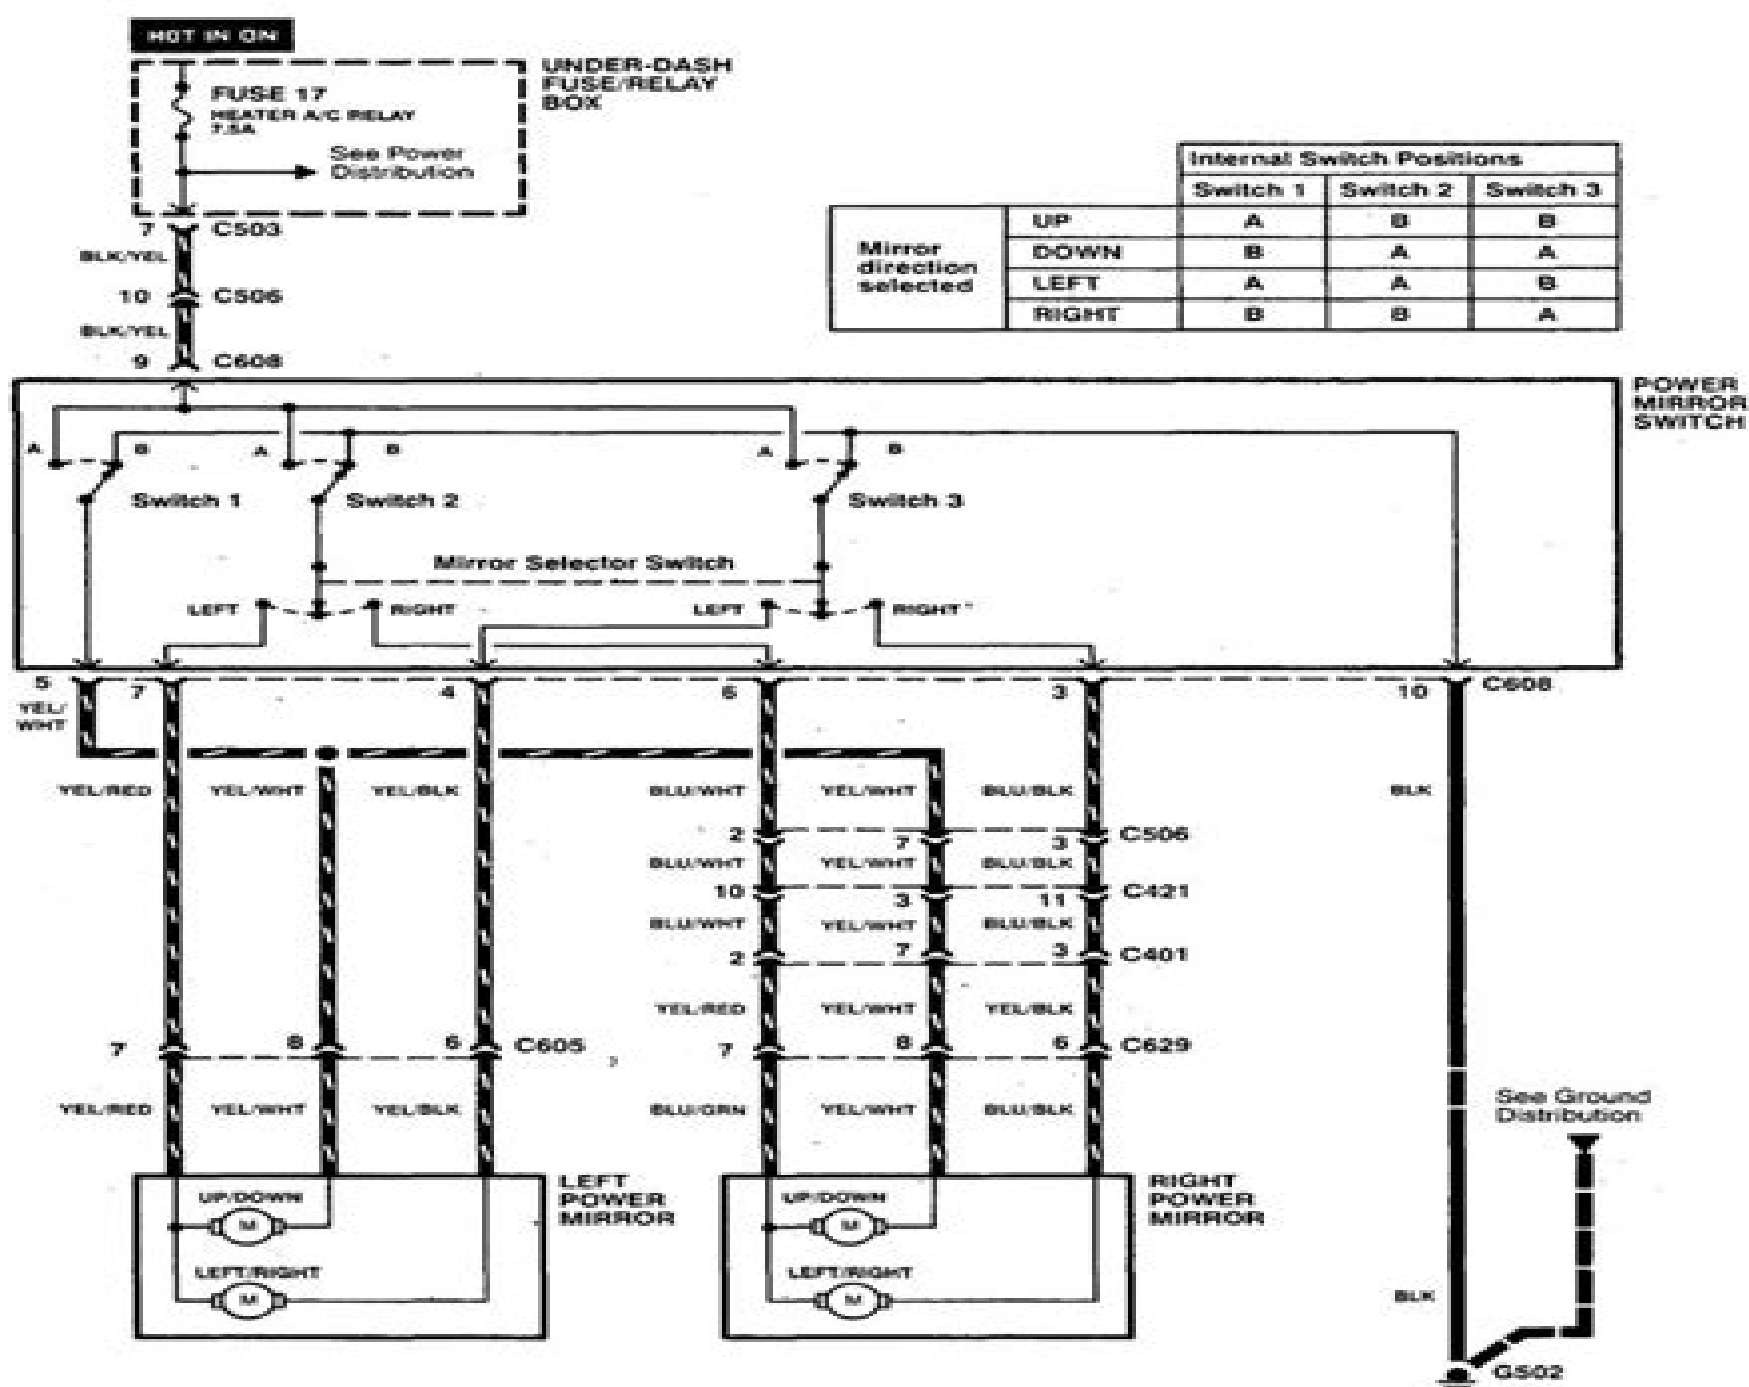 HOT IN ON
UNDER-DASH
FUSE/RELAY
BOX
FUSE 17
HEATER A/C RELAY
7.5A
See Power
Distribution
7 C503
BLK/YEL
10 C506
BLK/YEL
9 C608
Internal Switch Positions
Switch 1 Switch 2 Switch 3
Mirror
direction
selected
UP A B B
DOWN B A A
LEFT A A B
RIGHT B B A
POWER
MIRROR
SWITCH
A B A B A B
Switch 1 Switch 2 Switch 3
Mirror Selector Switch
LEFT RIGHT LEFT RIGHT
5 7 4 6 3 10 C608
YEL/
WHT
YEL/RED YEL/WHT YEL/BLK BLU/WHT YEL/WHT BLU/BLK BLK
2 7 3 C506
BLU/WHT YEL/WHT BLU/BLK
10 3 11 C421
BLU/WHT YEL/WHT BLU/BLK
2 7 3 C401
YEL/RED YEL/WHT YEL/BLK
7 8 6 C605 7 8 6 C629
YEL/RED YEL/WHT YEL/BLK BLU/GRN YEL/WHT BLU/BLK
See Ground
Distribution
LEFT
POWER
MIRROR
UP/DOWN
M
LEFT/RIGHT
M
RIGHT
POWER
MIRROR
UP/DOWN
M
LEFT/RIGHT
M
BLK
G502